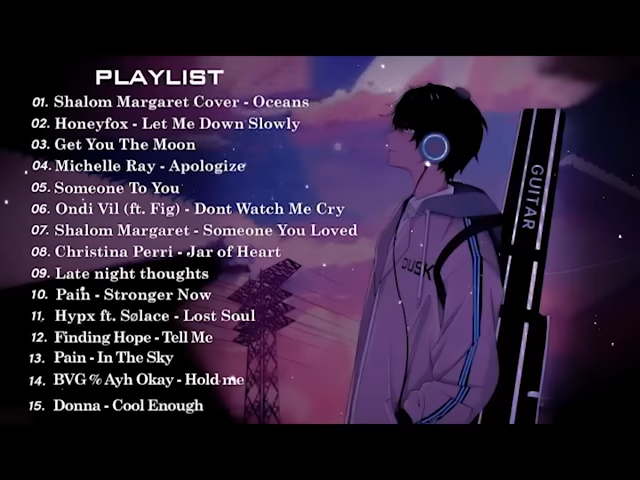 PLAYLIST
01. Shalom Margaret Cover - Oceans
02. Honeyfox - Let Me Down Slowly
03. Get You The Moon
04. Michelle Ray - Apologize
05. Someone To You
06. Ondi Vil (ft. Fig) - Dont Watch Me Cry
07. Shalom Margaret - Someone You Loved
08. Christina Perri - Jar of Heart
09. Late night thoughts
10. Pain - Stronger Now
11. Hypx ft. Sølace - Lost Soul
12. Finding Hope - Tell Me
13. Pain - In The Sky
14. BVG % Ayh Okay - Hold me
15. Donna - Cool Enough
GUITAR
DUSK